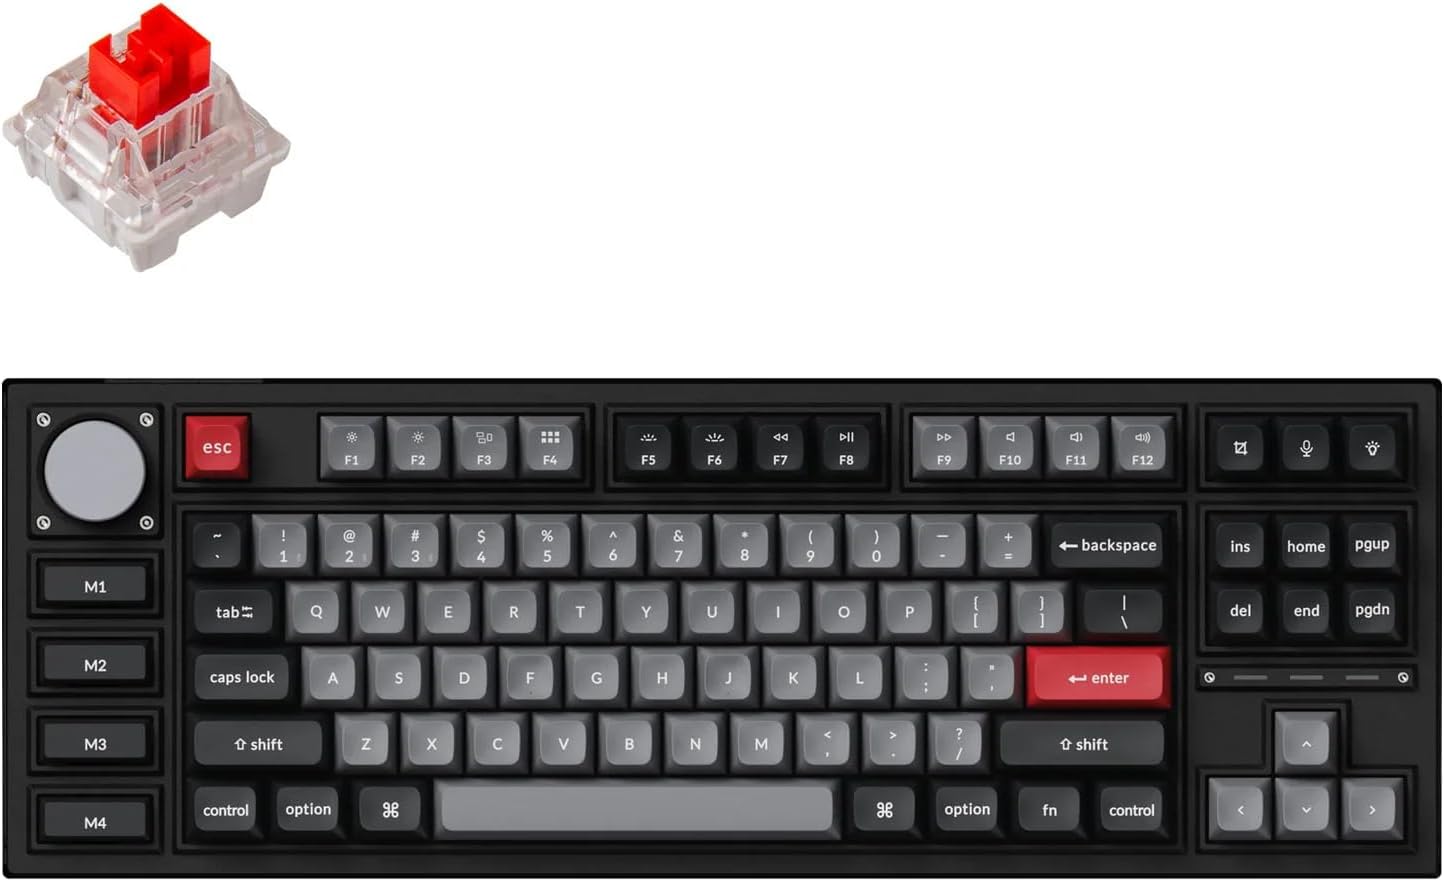 esc F1 F2 F3 F4 F5 F6 F7 F8 F9 F10 F11 F12
~ ! @ # $ % ^ & * ( ) — +
` 1 2 3 4 5 6 7 8 9 0 - = backspace ins home pgup
M1
tab Q W E R T Y U I O P { } |
[ ] \ del end pgdn
M2
caps lock A S D F G H J K L : "
; ' enter
M3
shift Z X C V B N M < > ?
, . / shift
M4
control option ⌘ ⌘ option fn control